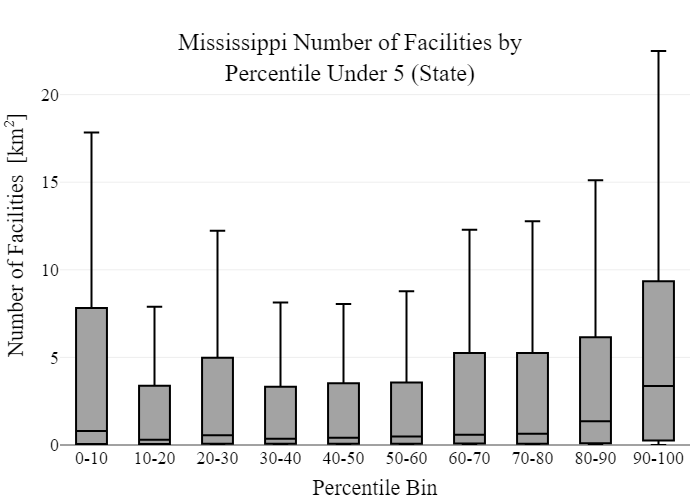 Mississippi Number of Facilities by
Percentile Under 5 (State)
Number of Facilities [km²]
20
15
10
5
0
0-10 10-20 20-30 30-40 40-50 50-60 60-70 70-80 80-90 90-100
Percentile Bin